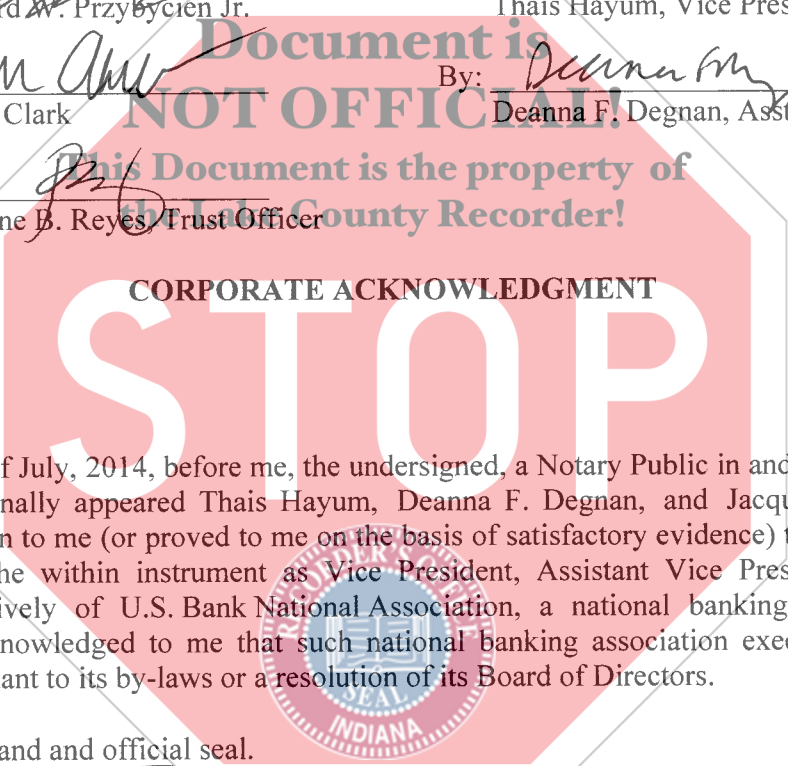 rd W. Przybycien Jr. Thais Hayum, Vice Pres
Document is
By:
Clark NOT OFFICIAL! Deanna F. Degnan, Asst
This Document is the property of
the Lake County Recorder!
ne B. Reyes, Trust Officer
CORPORATE ACKNOWLEDGMENT
STOP
f July, 2014, before me, the undersigned, a Notary Public in and
nally appeared Thais Hayum, Deanna F. Degnan, and Jacqu
n to me (or proved to me on the basis of satisfactory evidence) t
he within instrument as Vice President, Assistant Vice Pres
ively of U.S. Bank National Association, a national banking
nowledged to me that such national banking association exec
ant to its by-laws or a resolution of its Board of Directors.
RECORDER'S OFFICE
SEAL
INDIANA
and and official seal.